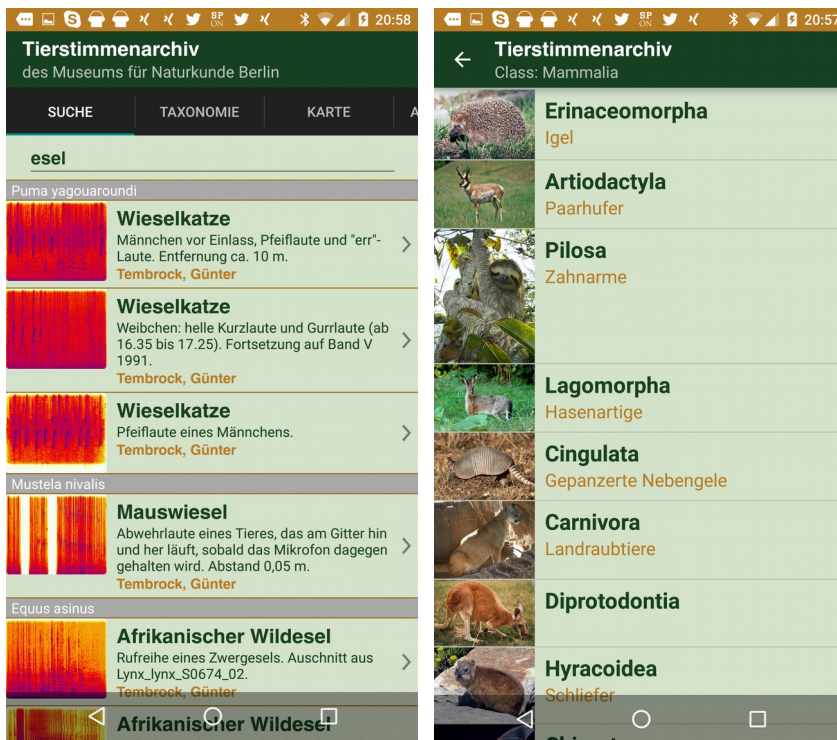 SP
ON
20:58
Tierstimmenarchiv
des Museums für Naturkunde Berlin
SUCHE
TAXONOMIE
KARTE
A
esel
Puma yagouaroundi
Wieselkatze
Männchen vor Einlass, Pfeiflaute und "err"-
Laute. Entfernung ca. 10 m.
Tembrock, Günter
Wieselkatze
Weibchen: helle Kurzlaute und Gurrlaute (ab
16.35 bis 17.25). Fortsetzung auf Band V
1991.
Tembrock, Günter
Wieselkatze
Pfeiflaute eines Männchens.
Tembrock, Günter
Mustela nivalis
Mauswiesel
Abwehrlaute eines Tieres, das am Gitter hin
und her läuft, sobald das Mikrofon dagegen
gehalten wird. Abstand 0,05 m.
Tembrock, Günter
Equus asinus
Afrikanischer Wildesel
Rufreihe eines Zwergesels. Auschnitt aus
Lynx_lynx_S0674_02.
Tembrock, Günter
Afrikanischer Wildesel
SP
ON
20:57
Tierstimmenarchiv
Class: Mammalia
Erinaceomorpha
Igel
Artiodactyla
Paarhufer
Pilosa
Zahnarme
Lagomorpha
Hasenartige
Cingulata
Gepanzerte Nebengele
Carnivora
Landraubtiere
Diprotodontia
Hyracoidea
Schliefer